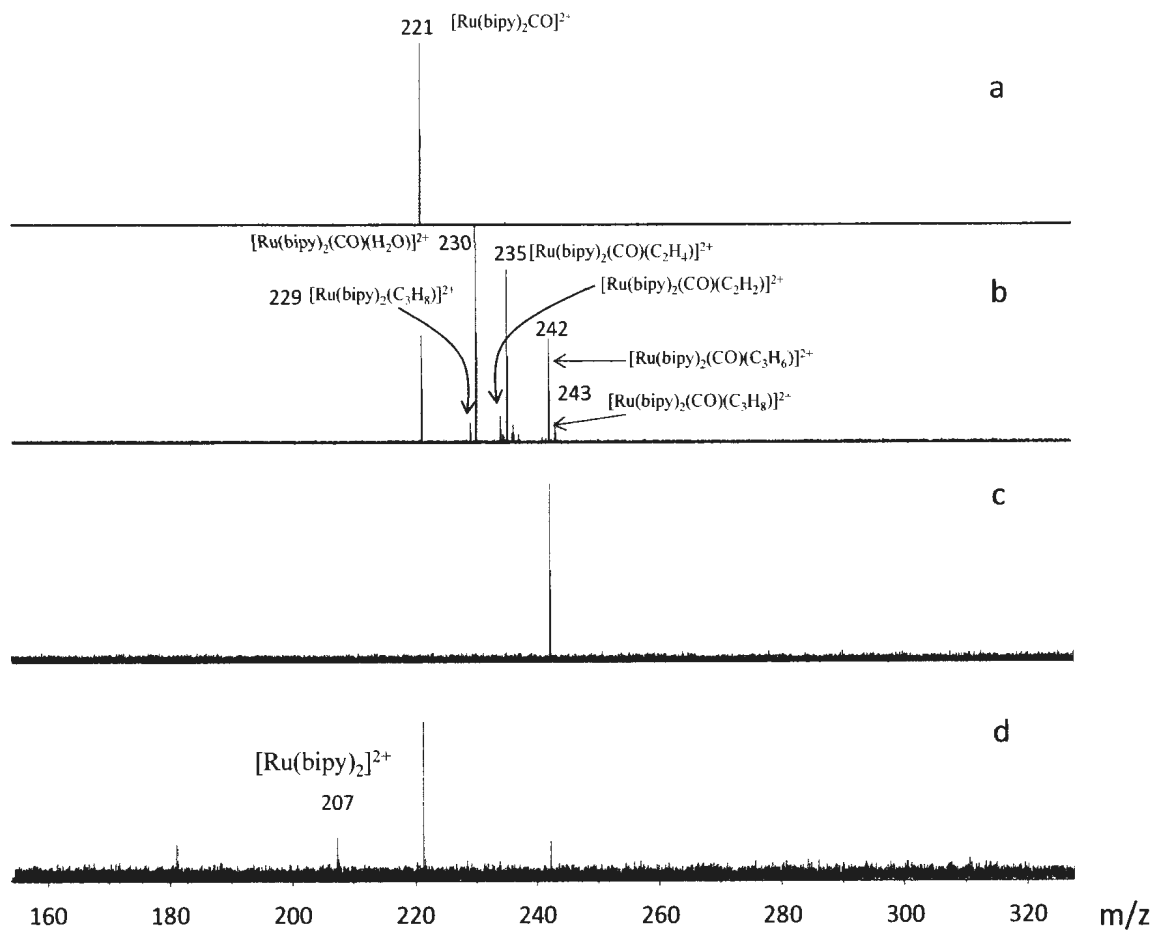 221 [Ru(bipy)₂CO]²⁺
a
[Ru(bipy)₂(CO)(H₂O)]²⁺ 230
235 [Ru(bipy)₂(CO)(C₂H₄)]²⁺
229 [Ru(bipy)₂(C₃H₈)]²⁺
[Ru(bipy)₂(CO)(C₂H₂)]²⁺
b
242
[Ru(bipy)₂(CO)(C₃H₆)]²⁺
243
[Ru(bipy)₂(CO)(C₃H₈)]²⁺
c
d
[Ru(bipy)₂]²⁺
207
160 180 200 220 240 260 280 300 320 m/z